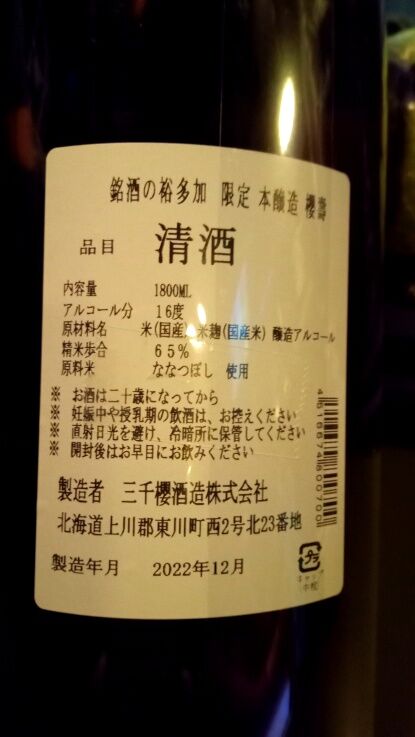 銘酒の裕多加 限定 本醸造 櫻壽
品目 清酒
内容量 1800ML
アルコール分 16度
原材料名 米(国産) 米麹(国産米) 醸造アルコール
精米歩合 65%
原料米 ななつぼし 使用
※ お酒は二十歳になってから
※ 妊娠中や授乳期の飲酒は、お控えください
※ 直射日光を避け、冷暗所に保管してください
※ 開封後はお早目にお飲みください
製造者 三千櫻酒造株式会社
北海道上川郡東川町西2号北23番地
製造年月 2022年12月
プラ
キャップ